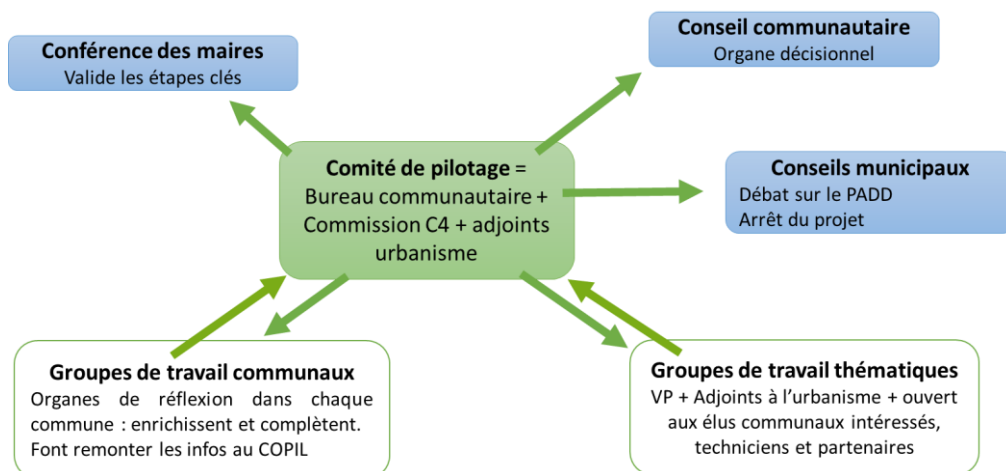 Conférence des maires
Valide les étapes clés
Conseil communautaire
Organe décisionnel
Comité de pilotage =
Bureau communautaire +
Commission C4 + adjoints
urbanisme
Conseils municipaux
Débat sur le PADD
Arrêt du projet
Groupes de travail communaux
Organes de réflexion dans chaque
commune : enrichissent et complètent.
Font remonter les infos au COPIL
Groupes de travail thématiques
VP + Adjoints à l’urbanisme + ouvert
aux élus communaux intéressés,
techniciens et partenaires